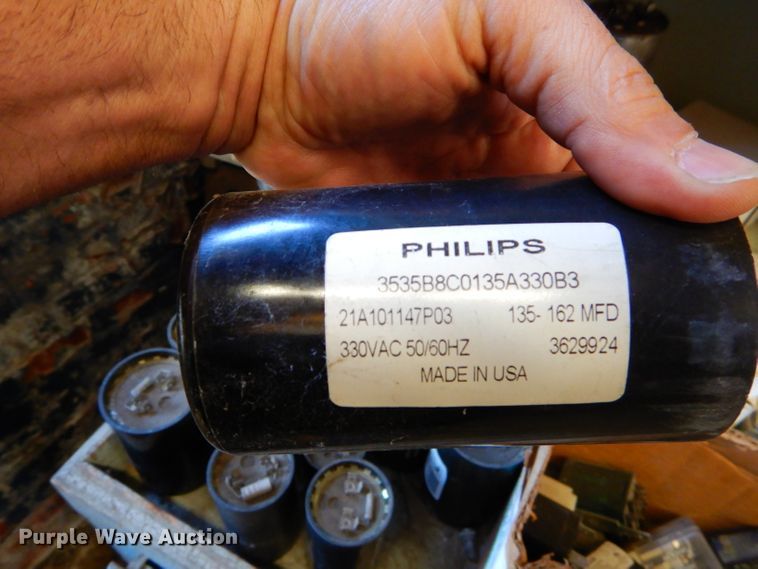 PHILIPS
3535B8C0135A330B3
21A101147P03 135- 162 MFD
330VAC 50/60HZ 3629924
MADE IN USA
Purple Wave Auction